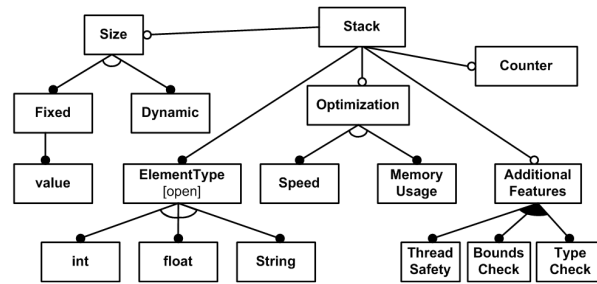 Size
Stack
Counter
Fixed
Dynamic
Optimization
value
ElementType
[open]
Speed
Memory
Usage
Additional
Features
int
float
String
Thread
Safety
Bounds
Check
Type
Check